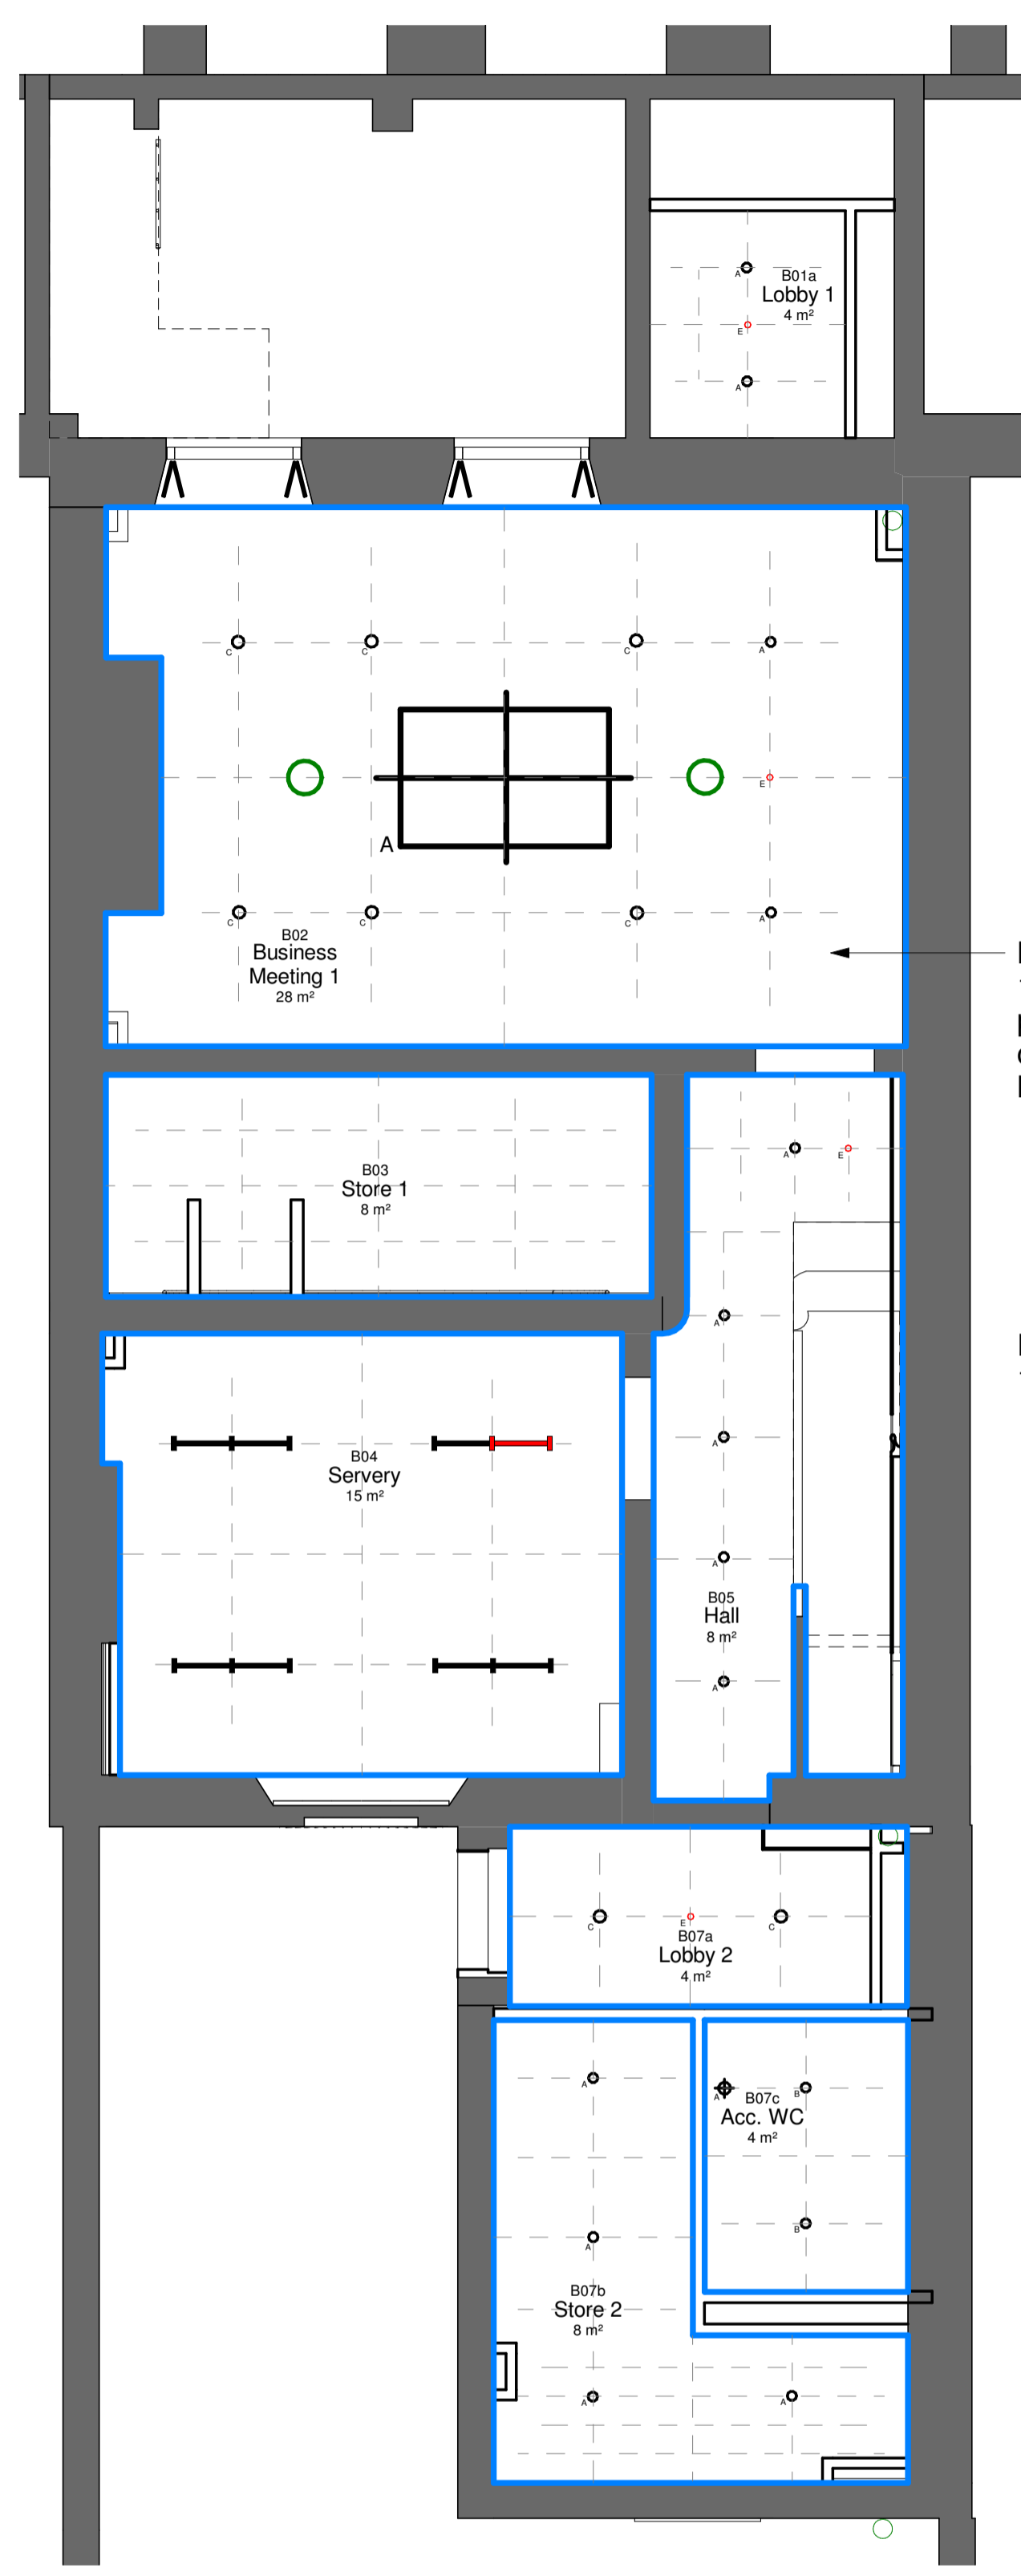 A
B01a
Lobby 1
4 m²
E
A
C
C
C
A
E
A
C
C
C
A
B02
Business
Meeting 1
28 m²
A
E
B03
Store 1
8 m²
A
A
B04
Servery
15 m²
A
B05
Hall
8 m²
A
C
E
C
B07a
Lobby 2
4 m²
A
A
B
B07c
Acc. WC
4 m²
A
B
B07b
Store 2
8 m²
A
A